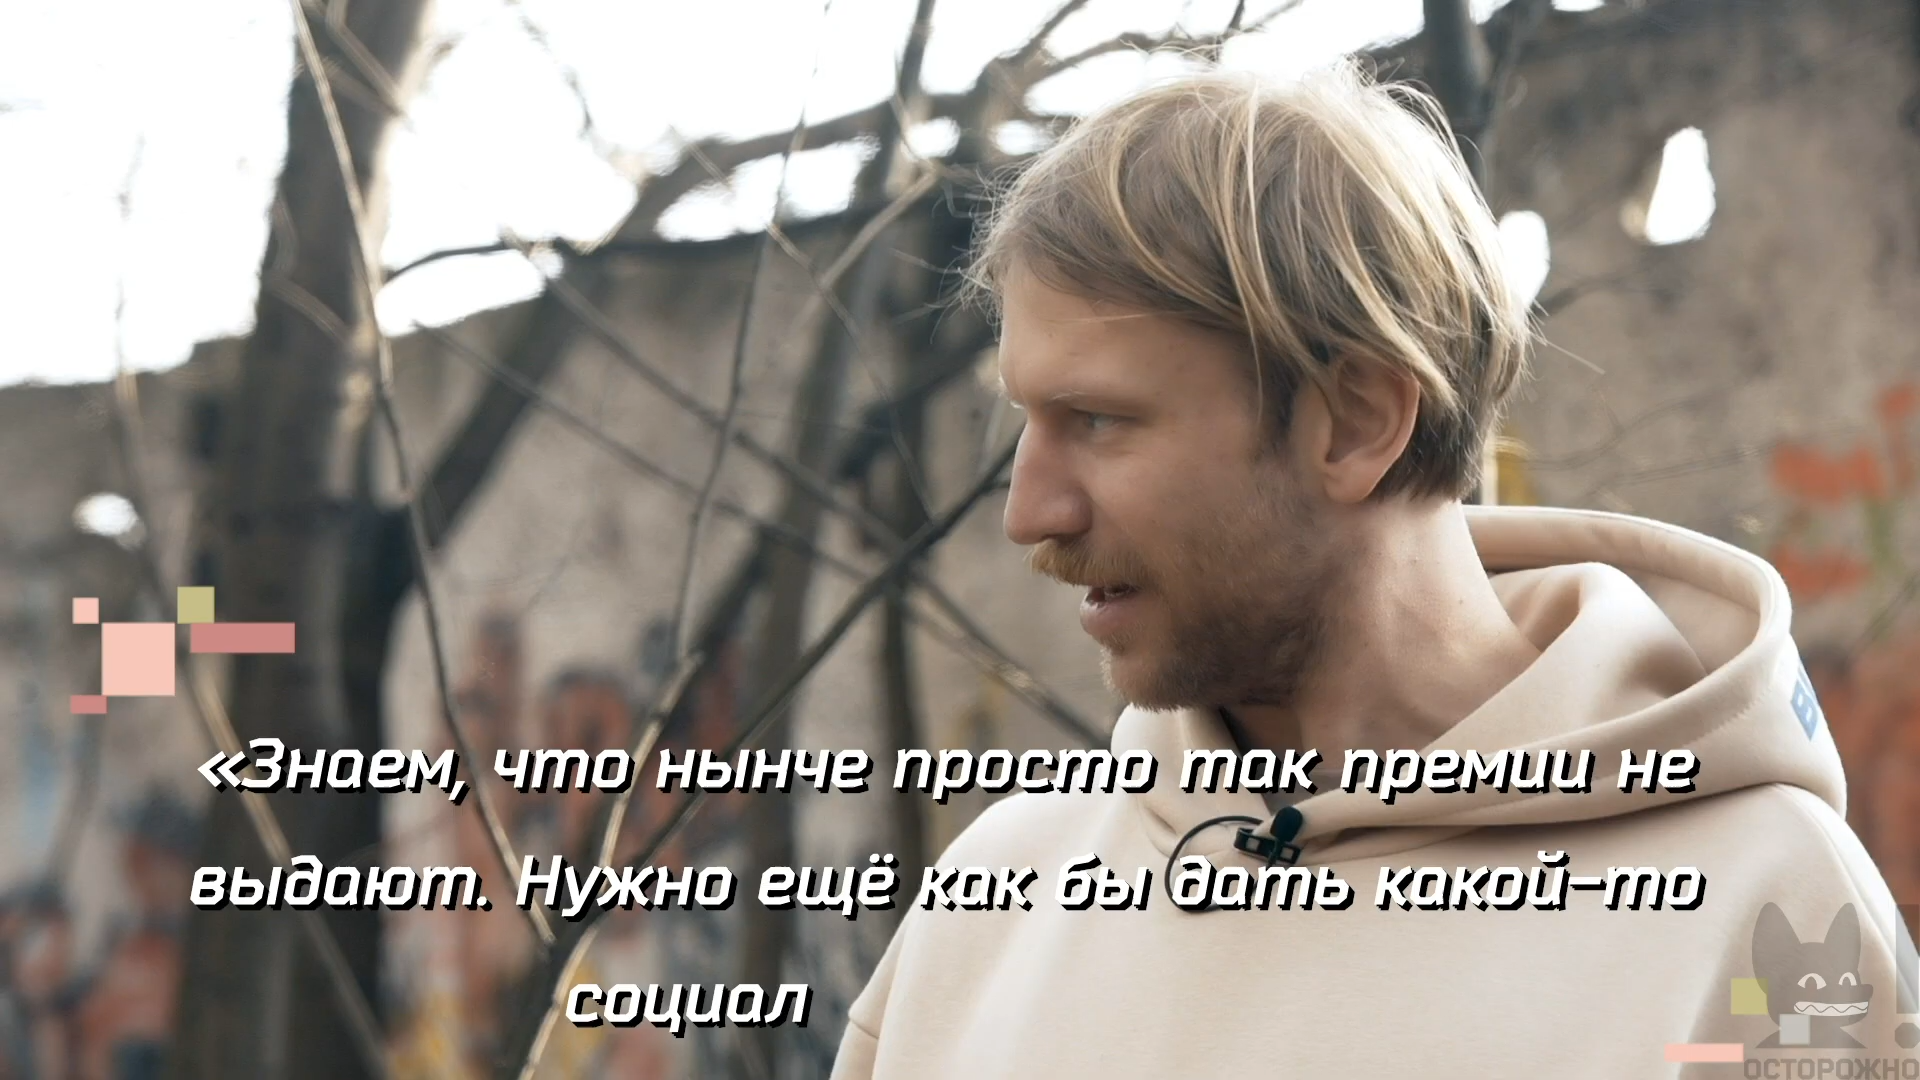 «Знаем, что нынче просто так премии не
выдают. Нужно ещё как бы дать какой-то
социал
ОСТОРОЖНО